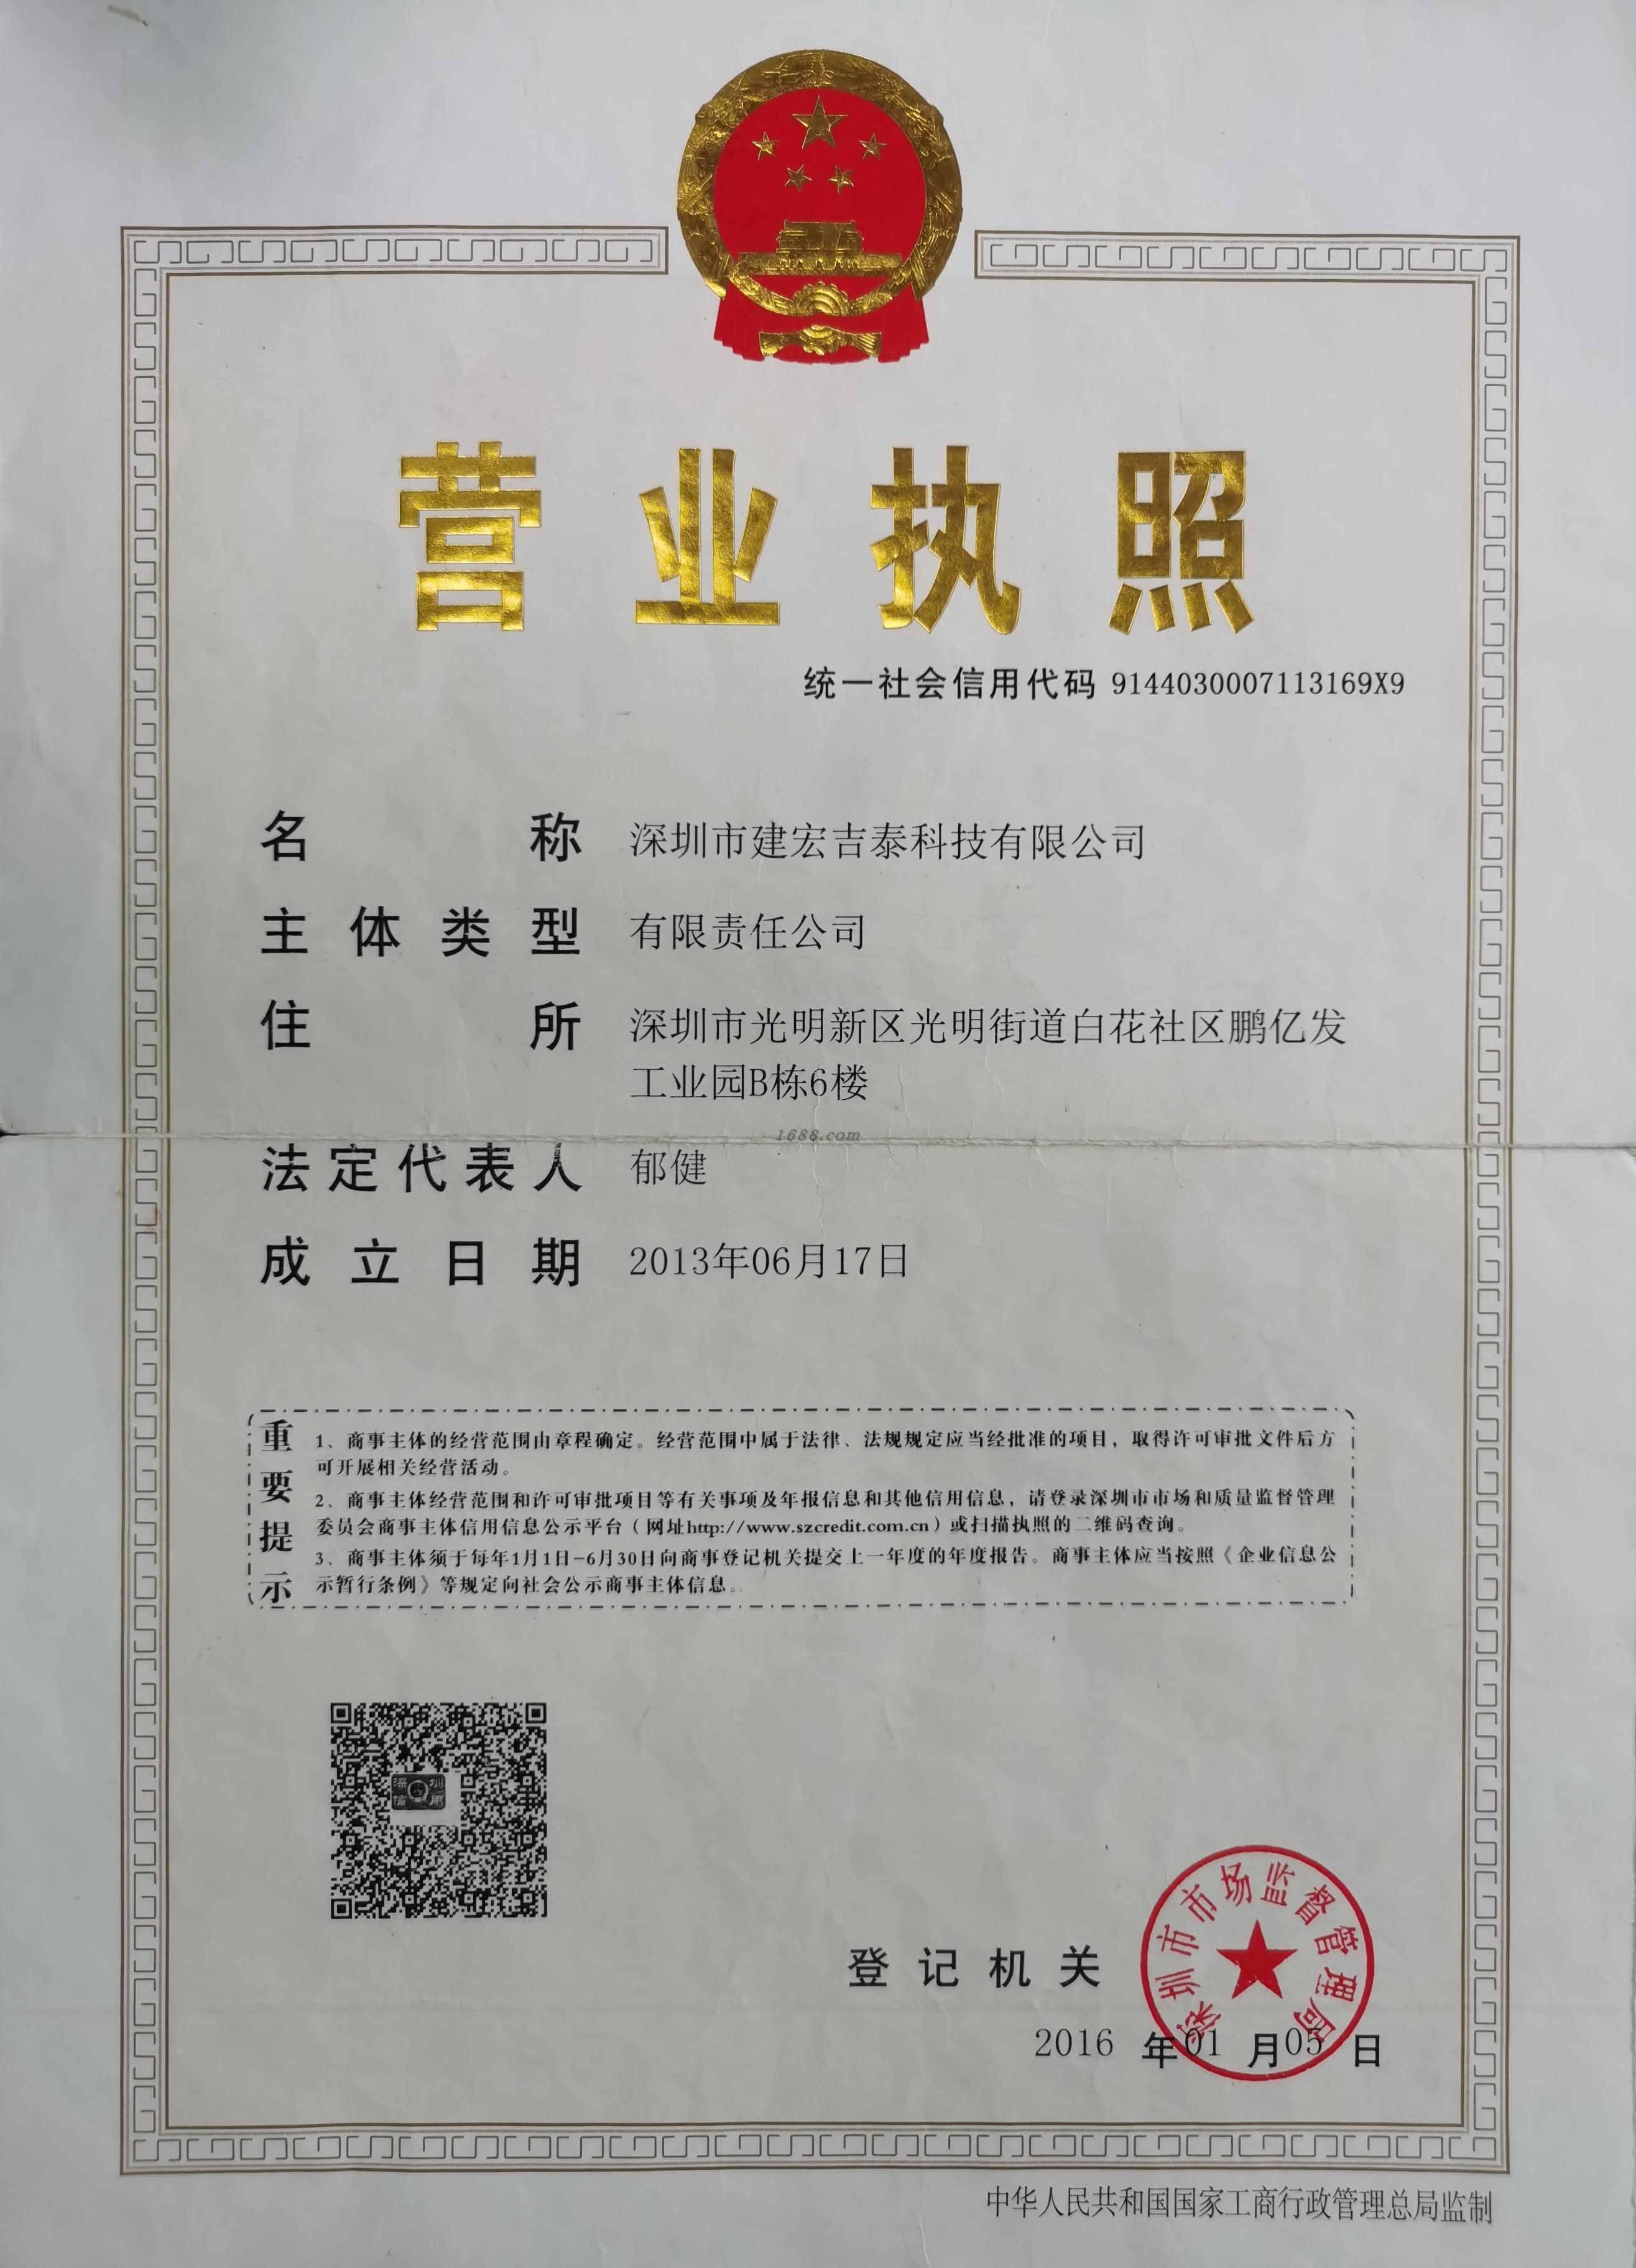 营业执照
统一社会信用代码 9144030007113169X9
名称 深圳市建宏吉泰科技有限公司
主体类型 有限责任公司
住所 深圳市光明新区光明街道白花社区鹏亿发
工业园B栋6楼
1688.com
法定代表人 郁健
成立日期 2013年06月17日
重要提示
1、商事主体的经营范围由章程确定。经营范围中属于法律、法规规定应当经批准的项目，取得许可审批文件后方
可开展相关经营活动。
2、商事主体经营范围和许可审批项目等有关事项及年报信息和其他信用信息，请登录深圳市市场和质量监督管理
委员会商事主体信用信息公示平台（网址http://www.szcredit.com.cn）或扫描执照的二维码查询。
3、商事主体须于每年1月1日-6月30日向商事登记机关提交上一年度的年度报告。商事主体应当按照《企业信息公
示暂行条例》等规定向社会公示商事主体信息。
深圳
信用
登记机关
深圳市市场监督管理局
2016年01月05日
中华人民共和国国家工商行政管理总局监制